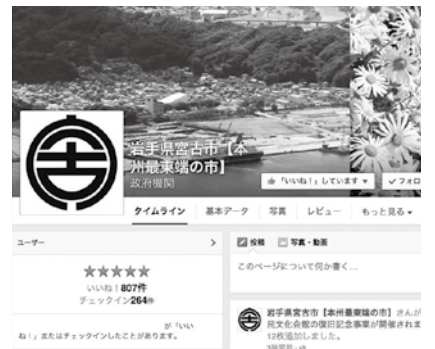 岩手県宮古市【本
州最東端の市】
政府機関
「いいね！」しています
フォロ
タイムライン 基本データ 写真 レビュー もっと見る
ユーザー
いいね！807件
チェックイン264件
が「いい
ね！」またはチェックインしたことがあります。
投稿 写真・動画
このページについて何か書く...
岩手県宮古市【本州最東端の市】さんが
民文化会館の復旧記念事業が開催されま
12枚追加しました。